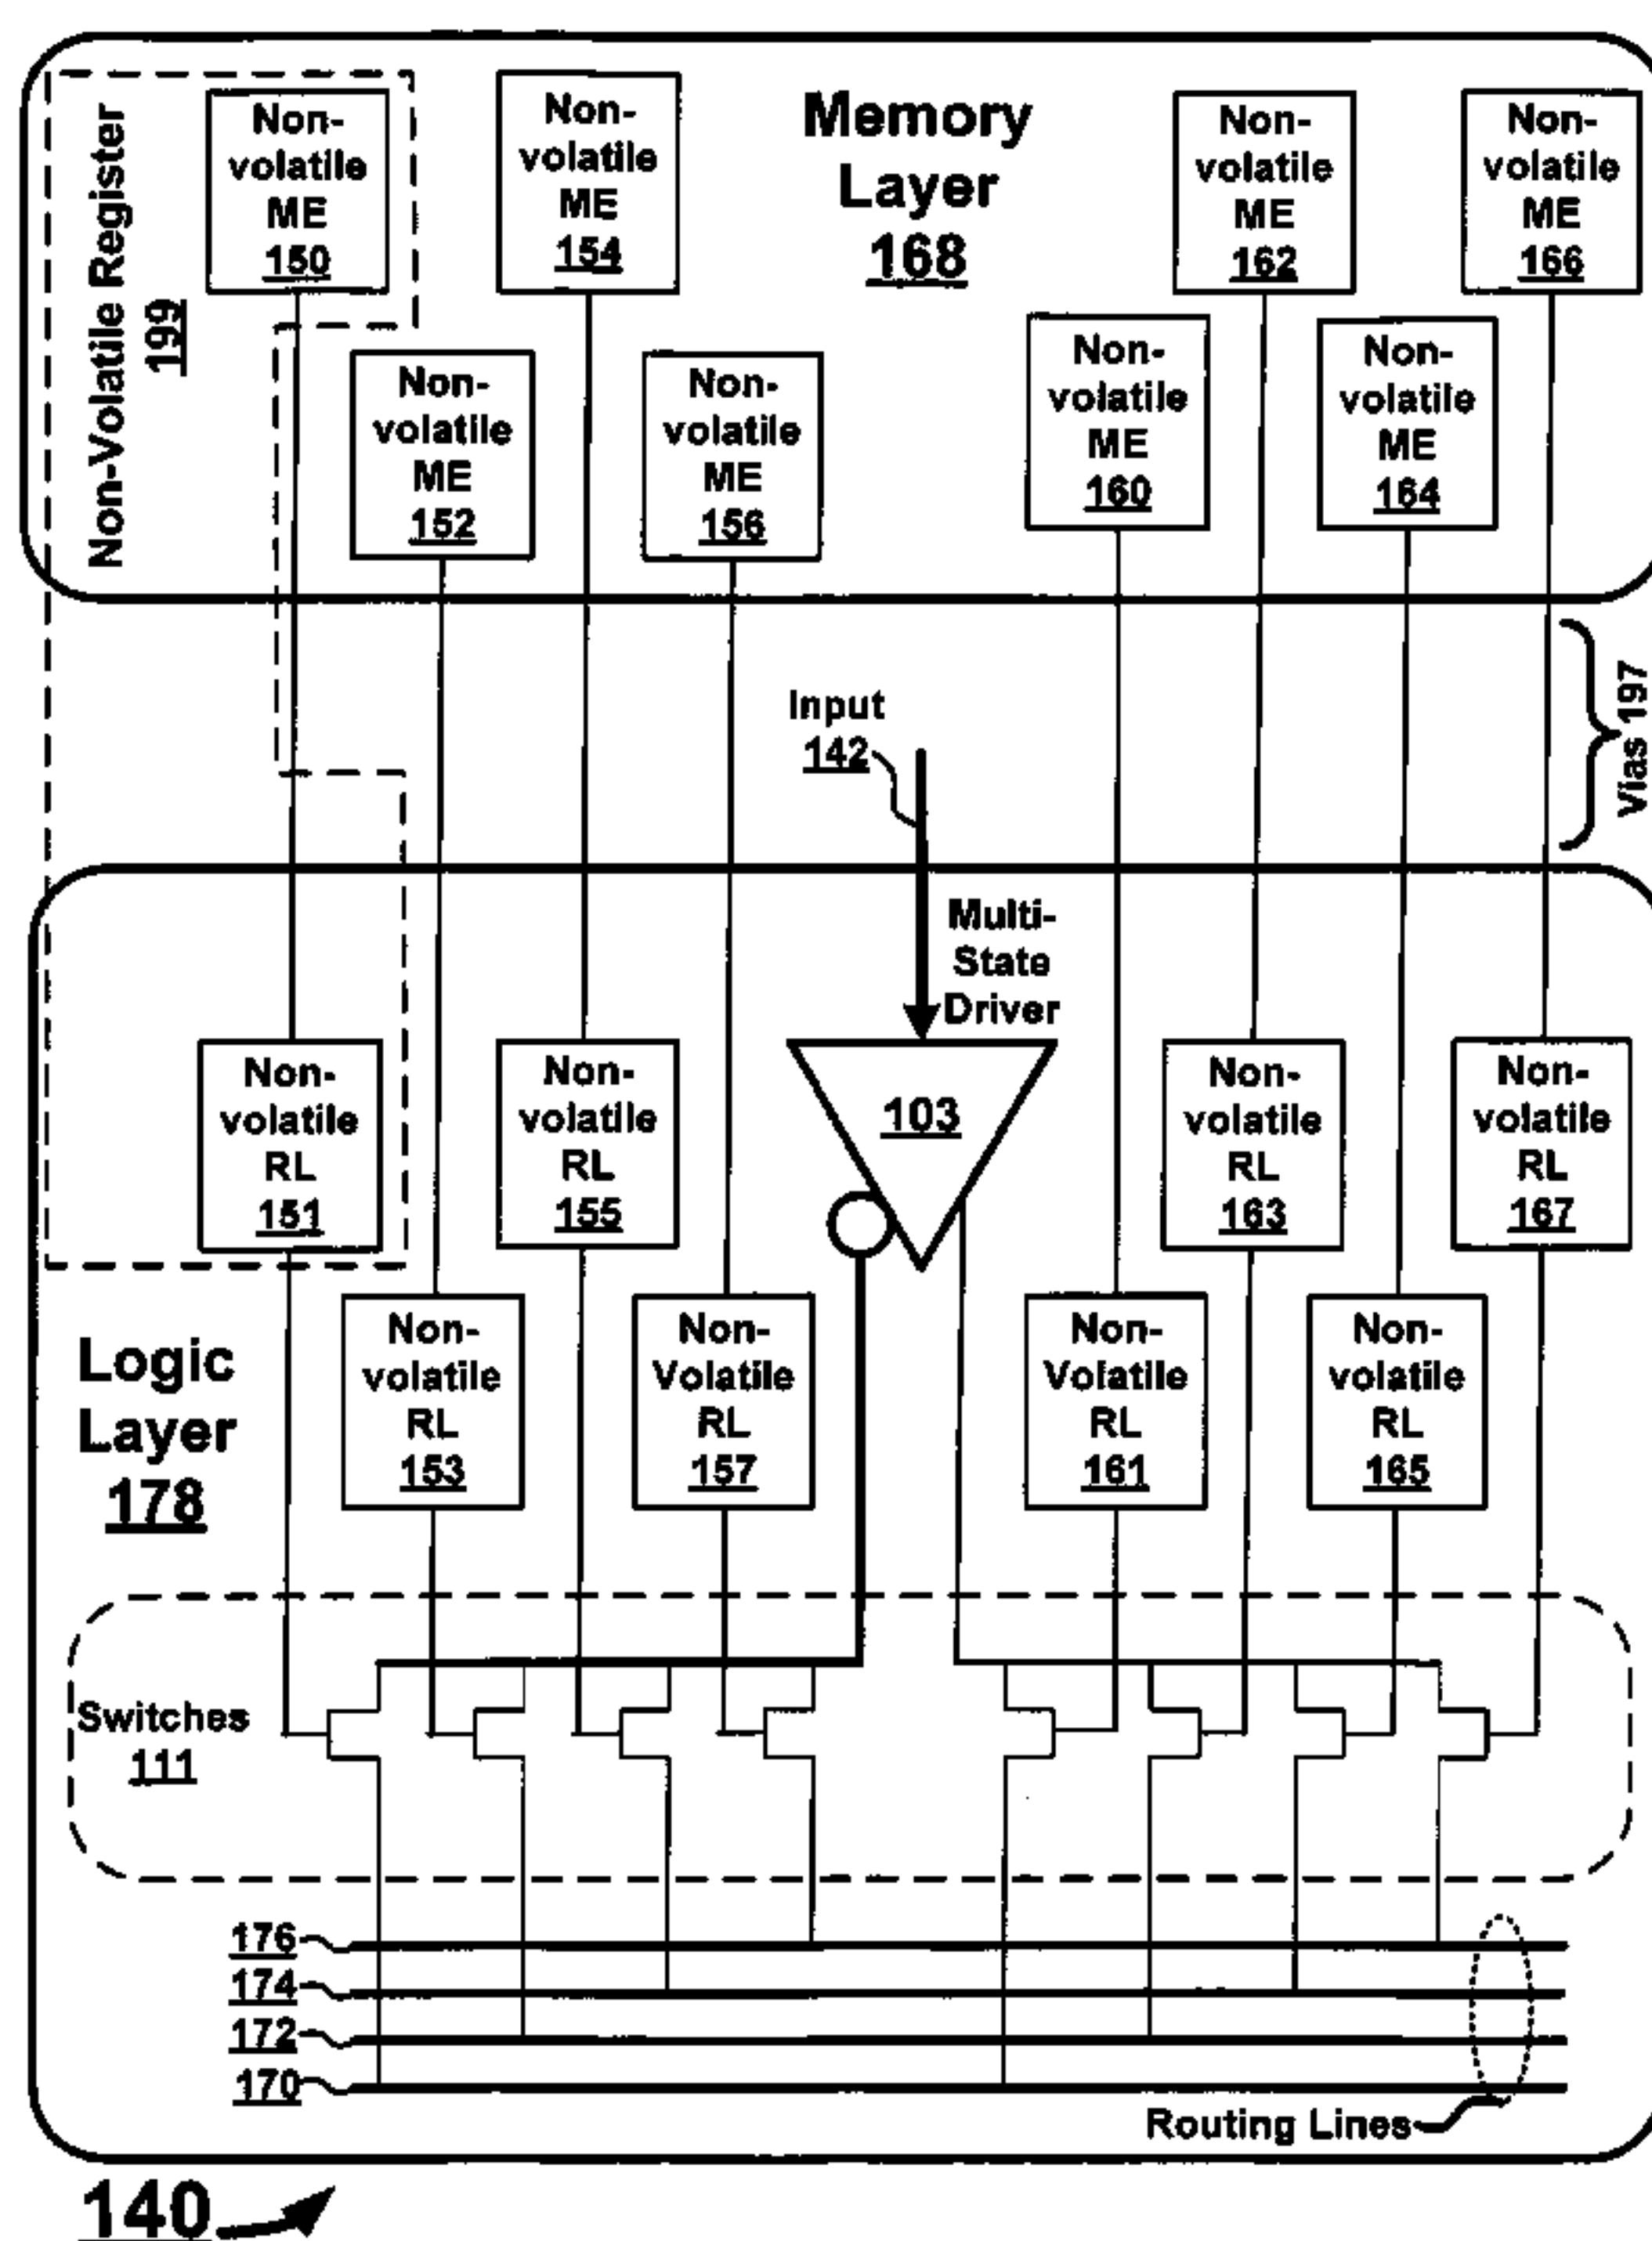 Non-Volatile Register
199
Non-
volatile
ME
150
Non-
volatile
ME
154
Memory
Layer
168
Non-
volatile
ME
162
Non-
volatile
ME
166
Non-
volatile
ME
152
Non-
volatile
ME
156
Non-
volatile
ME
160
Non-
volatile
ME
164
Input
142
Vias 197
Multi-
State
Driver
103
Non-
volatile
RL
151
Non-
volatile
RL
155
Non-
volatile
RL
163
Non-
volatile
RL
167
Logic
Layer
178
Non-
volatile
RL
153
Non-
Volatile
RL
157
Non-
Volatile
RL
161
Non-
volatile
RL
165
Switches
111
176
174
172
170
Routing Lines
140